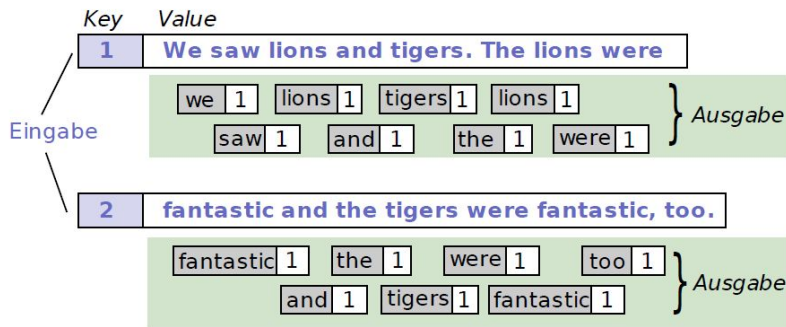 Key Value
1 We saw lions and tigers. The lions were
we 1 lions 1 tigers 1 lions 1
Ausgabe
saw 1 and 1 the 1 were 1
Eingabe
2 fantastic and the tigers were fantastic, too.
fantastic 1 the 1 were 1 too 1
Ausgabe
and 1 tigers 1 fantastic 1